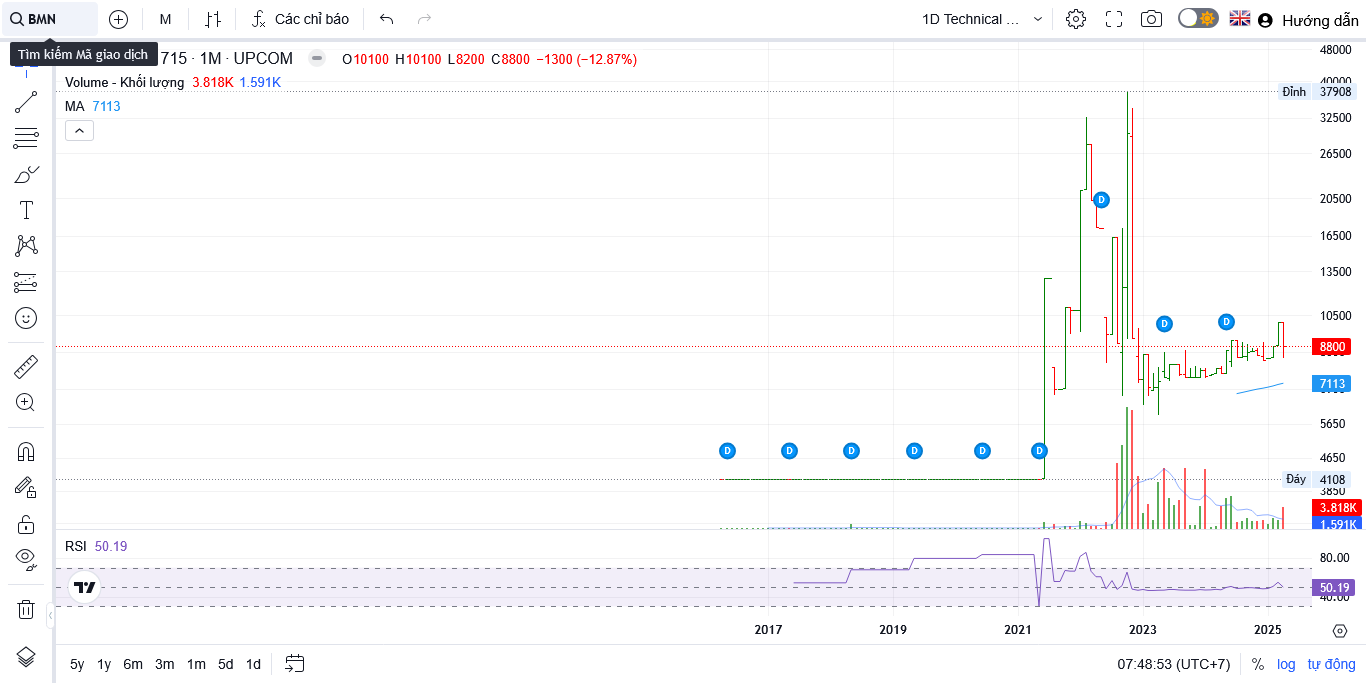 BMN M Các chỉ báo 1D Technical ... Hướng dẫn
Tìm kiếm Mã giao dịch 715 · 1M · UPCOM O10100 H10100 L8200 C8800 −1300 (−12.87%)
Volume - Khối lượng 3.818K 1.591K
MA 7113
48000
40000
Đỉnh 37908
32500
26500
20500
16500
13500
10500
8800
7113
5650
4650
Đáy 4108
3850
3.818K
1.591K
D D D D D D D D D
RSI 50.19
80.00
50.19
40.00
2017 2019 2021 2023 2025
5y 1y 6m 3m 1m 5d 1d 07:48:53 (UTC+7) % log tự động